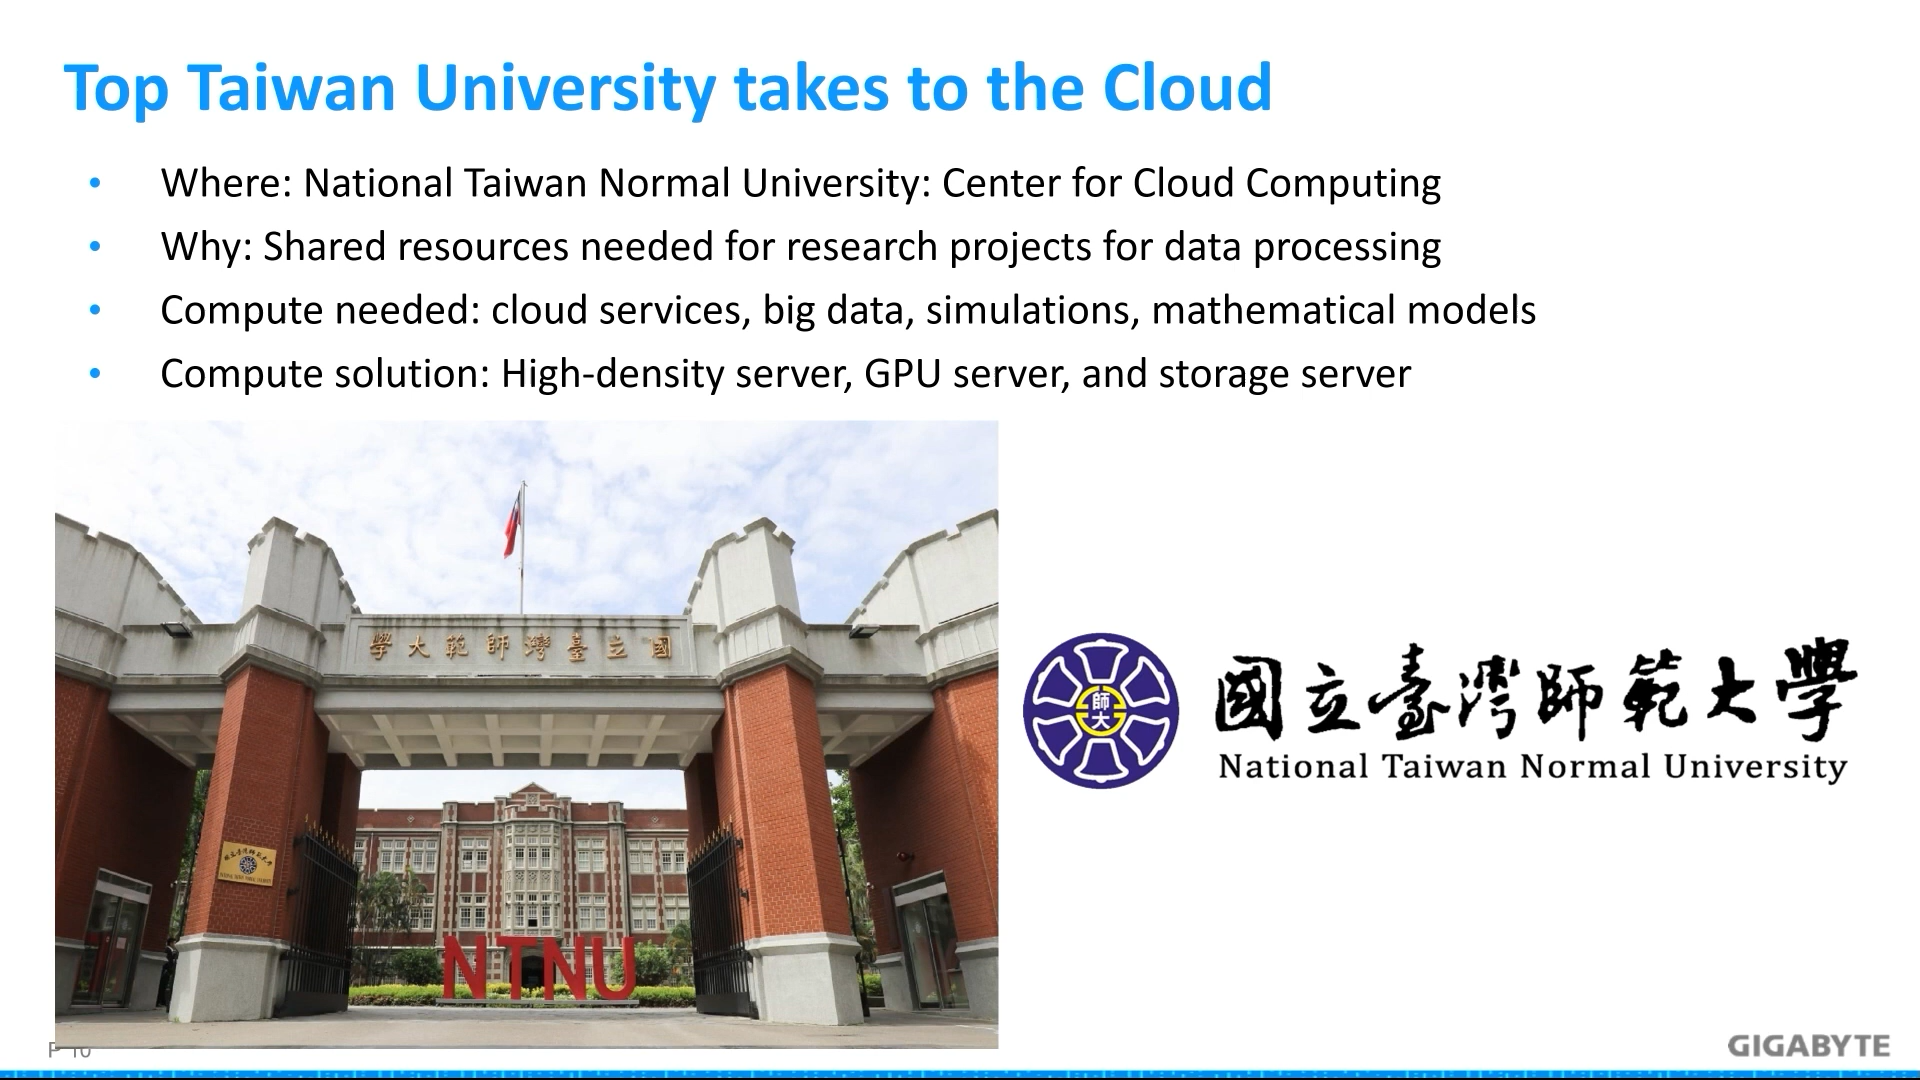 Top Taiwan University takes to the Cloud
• Where: National Taiwan Normal University: Center for Cloud Computing
• Why: Shared resources needed for research projects for data processing
• Compute needed: cloud services, big data, simulations, mathematical models
• Compute solution: High-density server, GPU server, and storage server
學大範師灣臺立國
NTNU
師大
國立臺灣師範大學
National Taiwan Normal University
GIGABYTE